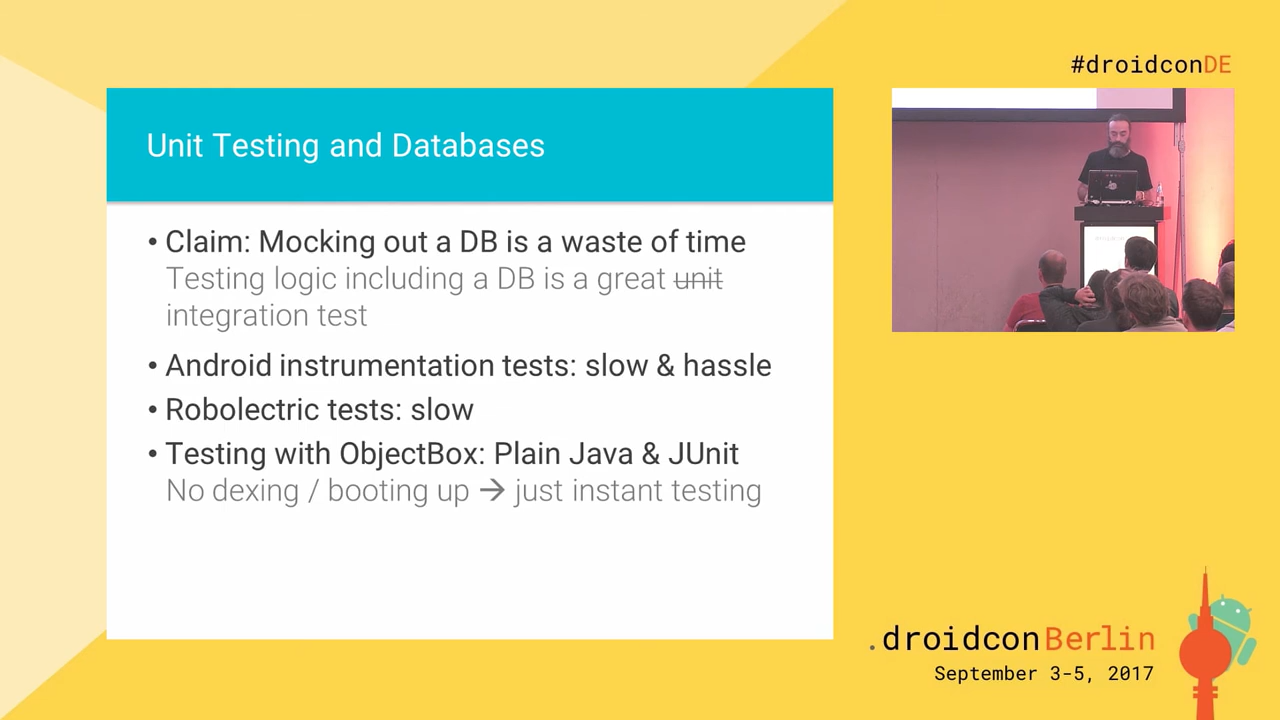 #droidconDE
Unit Testing and Databases
• Claim: Mocking out a DB is a waste of time
Testing logic including a DB is a great unit
integration test
• Android instrumentation tests: slow & hassle
• Robolectric tests: slow
• Testing with ObjectBox: Plain Java & JUnit
No dexing / booting up → just instant testing
.droidconBerlin
September 3-5, 2017